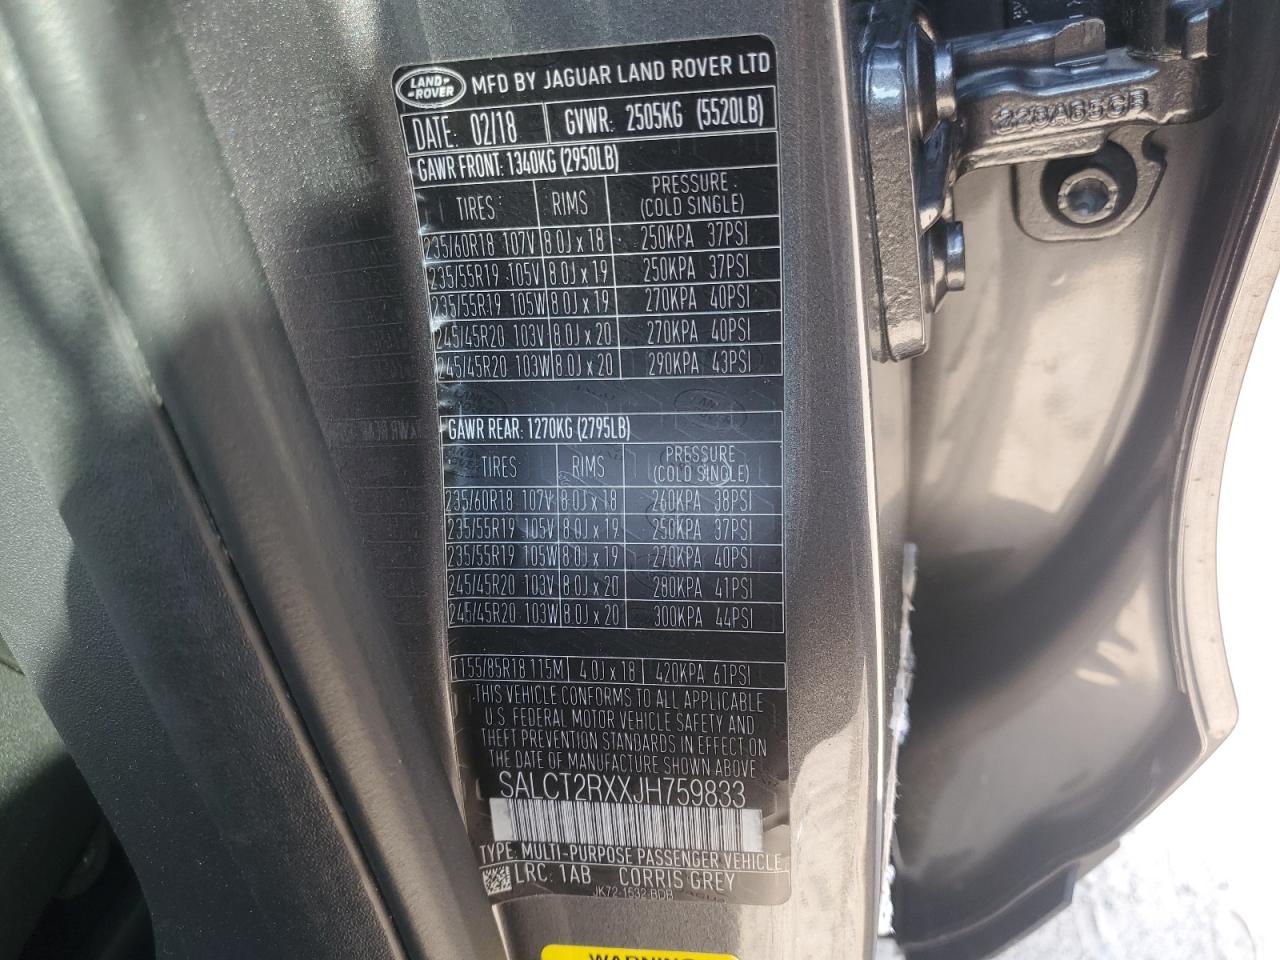 LAND-
-ROVER
MFD BY JAGUAR LAND ROVER LTD
DATE: 02/18 GVWR: 2505KG (5520LB)
GAWR FRONT: 1340KG (2950LB)
TIRES RIMS PRESSURE (COLD SINGLE)
235/60R18 107V 8.0J x 18 250KPA 37PSI
235/55R19 105V 8.0J x 19 250KPA 37PSI
235/55R19 105W 8.0J x 19 270KPA 40PSI
245/45R20 103V 8.0J x 20 270KPA 40PSI
245/45R20 103W 8.0J x 20 290KPA 43PSI
GAWR REAR: 1270KG (2795LB)
TIRES RIMS PRESSURE (COLD SINGLE)
235/60R18 107V 8.0J x 18 260KPA 38PSI
235/55R19 105V 8.0J x 19 250KPA 37PSI
235/55R19 105W 8.0J x 19 270KPA 40PSI
245/45R20 103V 8.0J x 20 280KPA 41PSI
245/45R20 103W 8.0J x 20 300KPA 44PSI
T155/85R18 115M 4.0J x 18 420KPA 61PSI
THIS VEHICLE CONFORMS TO ALL APPLICABLE
U.S FEDERAL MOTOR VEHICLE SAFETY AND
THEFT PREVENTION STANDARDS IN EFFECT ON
THE DATE OF MANUFACTURE SHOWN ABOVE
SALCT2RXXJH759833
TYPE: MULTI-PURPOSE PASSENGER VEHICLE
LRC: 1AB CORRIS GREY
JK72-1532-BDB
WARNING